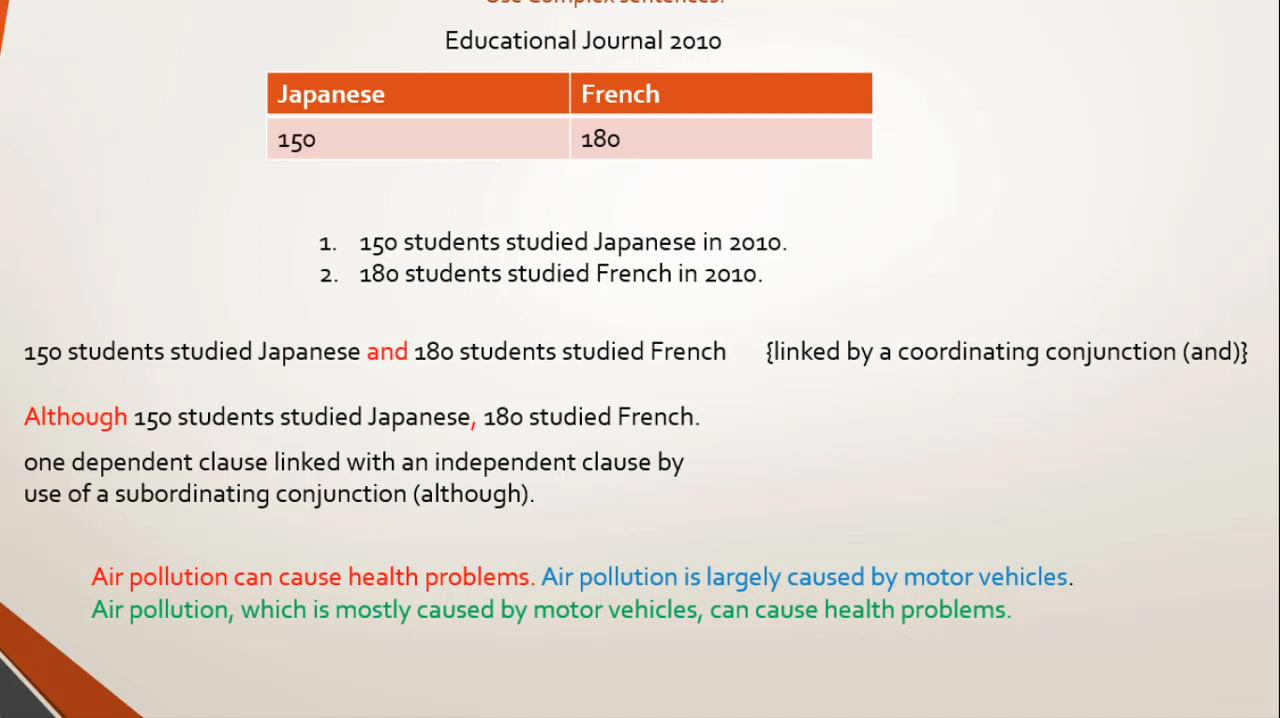 Use Complex sentences.
Educational Journal 2010
Japanese French
150 180
1. 150 students studied Japanese in 2010.
2. 180 students studied French in 2010.
150 students studied Japanese and 180 students studied French {linked by a coordinating conjunction (and)}
Although 150 students studied Japanese, 180 studied French.
one dependent clause linked with an independent clause by
use of a subordinating conjunction (although).
Air pollution can cause health problems. Air pollution is largely caused by motor vehicles.
Air pollution, which is mostly caused by motor vehicles, can cause health problems.